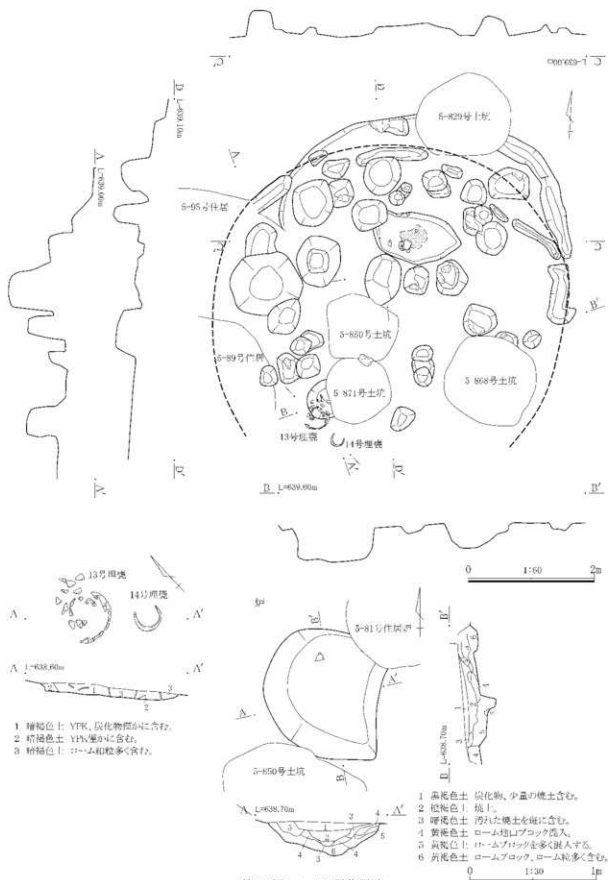 C'
C
L=639.00m
D
L=639.10m
D'
A
L=639.00m
5-829号土坑
A
5-95号住居
C'
C
B'
5-850号土坑
5-89号住居
5-871号土坑
5-868号土坑
B
13号埋甕
14号埋甕
A'
D'
A'
D'
B L=639.60m
B'
0 1:60 2m
13号埋甕
14号埋甕
A
A'
A L=638.60m
A'
1 暗褐色土 YPK、炭化物僅かに含む。
2 暗褐色土 YPK僅かに含む。
3 暗褐色土 ローム粗粒多く含む。
炉
B'
5-81号住居
A'
A
B
5-850号土坑
A L=638.70m
A'
B'
B L=638.70m
1 黒褐色土 炭化物、少量の焼土含む。
2 橙褐色土 焼土。
3 暗褐色土 汚れた焼土を斑に含む。
4 黄褐色土 ローム地山ブロック混入。
5 黄褐色土 ロームブロックを多く混入する。
6 黄褐色土 ロームブロック、ローム粒多く含む。
0 1:30 1m